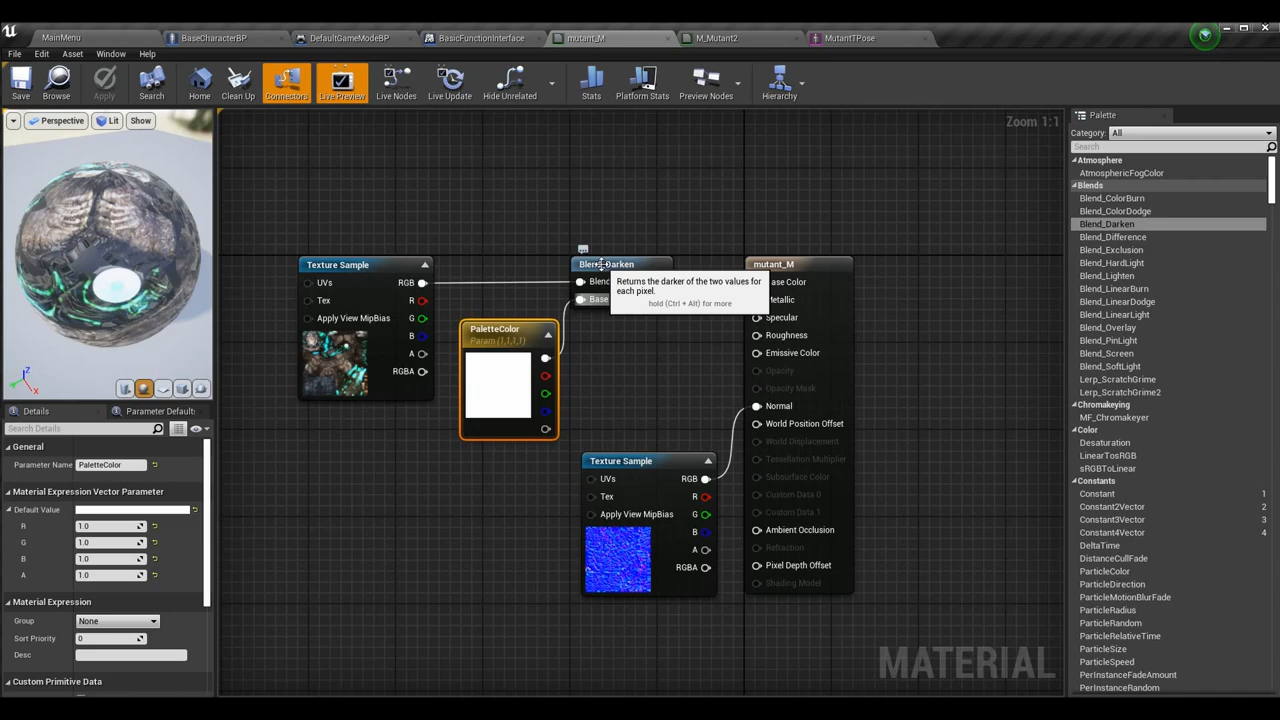 MainMenu
BaseCharacterBP
DefaultGameModeBP
BasicFunctionInterface
mutant_M
M_Mutant2
MutantTPose
File Edit Asset Window Help
Save Browse Apply Search Home Clean Up Connectors Live Preview Live Nodes Live Update Hide Unrelated Stats Platform Stats Preview Nodes Hierarchy
Perspective Lit Show
Zoom 1:1
Z
X
Details Parameter Default
Search Details
General
Parameter Name PaletteColor
Material Expression Vector Parameter
Default Value
R 1.0
G 1.0
B 1.0
A 1.0
Material Expression
Group None
Sort Priority 0
Desc
Custom Primitive Data
Texture Sample
UVs RGB
Tex R
Apply View MipBias G
B
A
RGBA
PaletteColor
Param (1,1,1,1)
Blend_Darken
Blend
Base
Returns the darker of the two values for
each pixel.
hold (Ctrl + Alt) for more
Texture Sample
UVs RGB
Tex R
Apply View MipBias G
B
A
RGBA
mutant_M
Base Color
Metallic
Specular
Roughness
Emissive Color
Opacity
Opacity Mask
Normal
World Position Offset
World Displacement
Tessellation Multiplier
Subsurface Color
Custom Data 0
Custom Data 1
Ambient Occlusion
Refraction
Pixel Depth Offset
Shading Model
MATERIAL
Palette
Category: All
Search
Atmosphere
AtmosphericFogColor
Blends
Blend_ColorBurn
Blend_ColorDodge
Blend_Darken
Blend_Difference
Blend_Exclusion
Blend_HardLight
Blend_Lighten
Blend_LinearBurn
Blend_LinearDodge
Blend_LinearLight
Blend_Overlay
Blend_PinLight
Blend_Screen
Blend_SoftLight
Lerp_ScratchGrime
Lerp_ScratchGrime2
Chromakeying
MF_Chromakeyer
Color
Desaturation
LinearTosRGB
sRGBToLinear
Constants
Constant 1
Constant2Vector 2
Constant3Vector 3
Constant4Vector 4
DeltaTime
DistanceCullFade
ParticleColor
ParticleDirection
ParticleMotionBlurFade
ParticleRadius
ParticleRandom
ParticleRelativeTime
ParticleSize
ParticleSpeed
PerInstanceFadeAmount
PerInstanceRandom